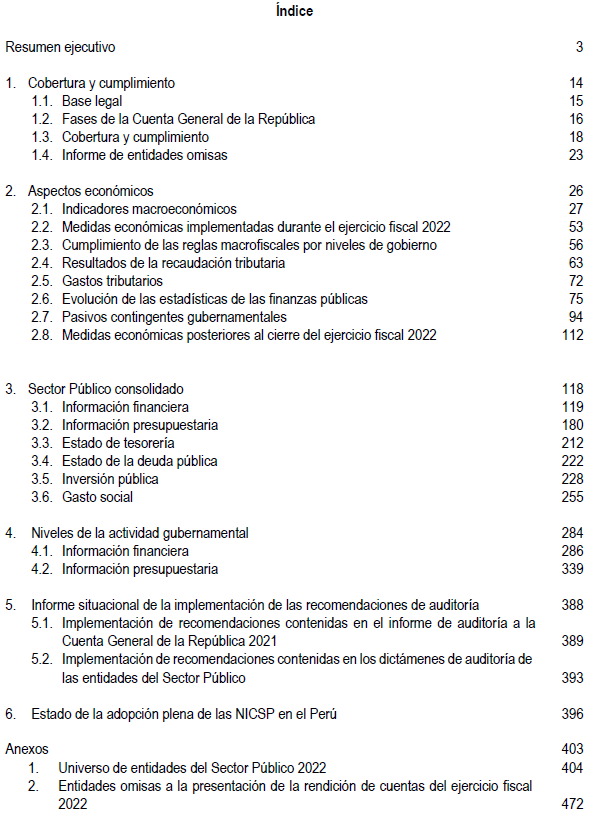 Índice
Resumen ejecutivo 3
1. Cobertura y cumplimiento 14
1.1. Base legal 15
1.2. Fases de la Cuenta General de la República 16
1.3. Cobertura y cumplimiento 18
1.4. Informe de entidades omisas 23
2. Aspectos económicos 26
2.1. Indicadores macroeconómicos 27
2.2. Medidas económicas implementadas durante el ejercicio fiscal 2022 53
2.3. Cumplimiento de las reglas macrofiscales por niveles de gobierno 56
2.4. Resultados de la recaudación tributaria 63
2.5. Gastos tributarios 72
2.6. Evolución de las estadísticas de las finanzas públicas 75
2.7. Pasivos contingentes gubernamentales 94
2.8. Medidas económicas posteriores al cierre del ejercicio fiscal 2022 112
3. Sector Público consolidado 118
3.1. Información financiera 119
3.2. Información presupuestaria 180
3.3. Estado de tesorería 212
3.4. Estado de la deuda pública 222
3.5. Inversión pública 228
3.6. Gasto social 255
4. Niveles de la actividad gubernamental 284
4.1. Información financiera 286
4.2. Información presupuestaria 339
5. Informe situacional de la implementación de las recomendaciones de auditoría 388
5.1. Implementación de recomendaciones contenidas en el informe de auditoría a la
Cuenta General de la República 2021 389
5.2. Implementación de recomendaciones contenidas en los dictámenes de auditoría de
las entidades del Sector Público 393
6. Estado de la adopción plena de las NICSP en el Perú 396
Anexos 403
1. Universo de entidades del Sector Público 2022 404
2. Entidades omisas a la presentación de la rendición de cuentas del ejercicio fiscal
2022 472